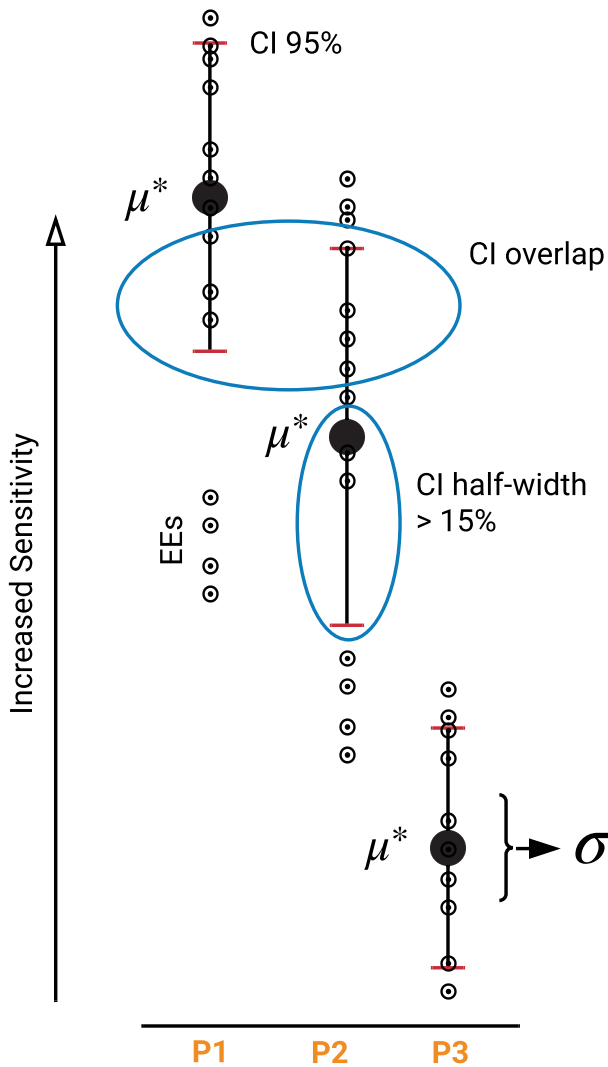 CI 95%
μ*
CI overlap
μ*
CI half-width
> 15%
EEs
Increased Sensitivity
μ*
σ
P1 P2 P3